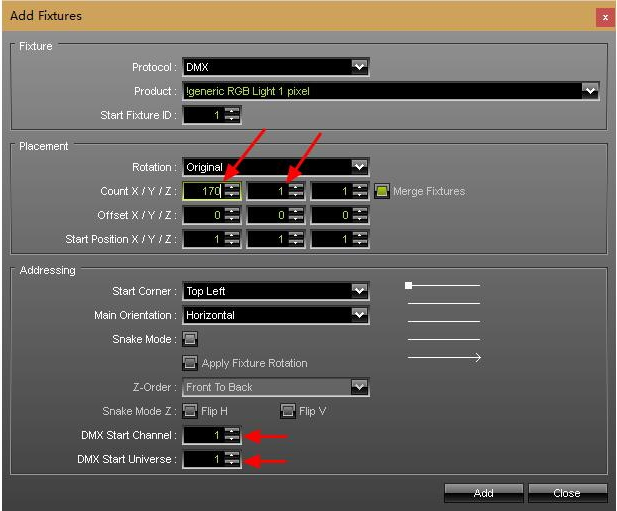 Add Fixtures x
Fixture
Protocol : DMX
Product : !generic RGB Light 1 pixel
Start Fixture ID : 1
Placement
Rotation : Original
Count X / Y / Z : 170 1 1 Merge Fixtures
Offset X / Y / Z : 0 0 0
Start Position X / Y / Z : 1 1 1
Addressing
Start Corner : Top Left
Main Orientation : Horizontal
Snake Mode :
Apply Fixture Rotation
Z-Order : Front To Back
Snake Mode Z : Flip H Flip V
DMX Start Channel : 1
DMX Start Universe : 1
Add Close